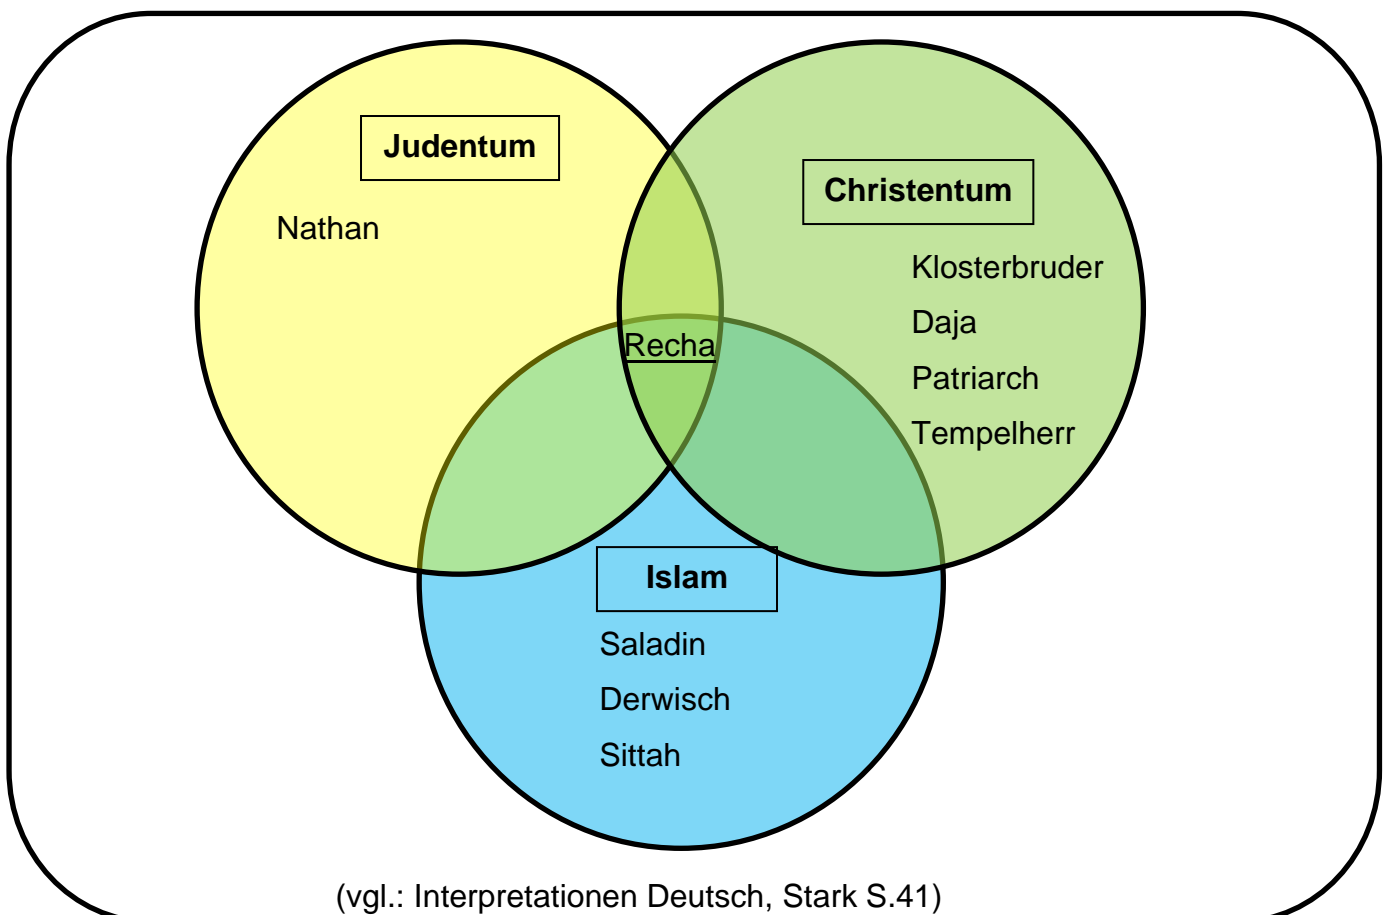 Judentum
Nathan
Christentum
Klosterbruder
Daja
Patriarch
Tempelherr
Recha
Islam
Saladin
Derwisch
Sittah
(vgl.: Interpretationen Deutsch, Stark S.41)